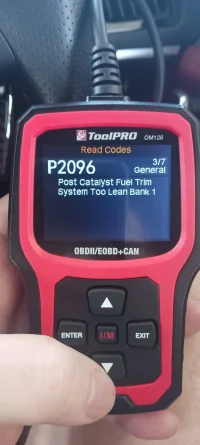 ToolPRO OM126
Read Codes
P2096 3/7
General
Post Catalyst Fuel Trim
System Too Lean Bank 1
OBDII/EOBD+CAN
ENTER I/M EXIT